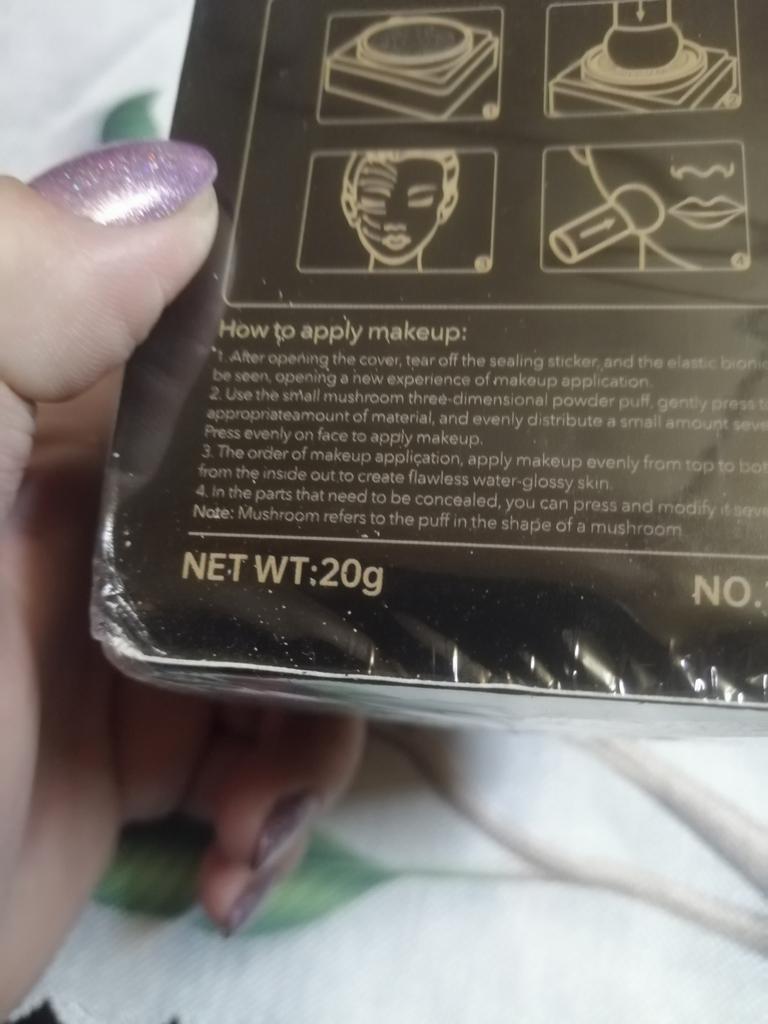 How to apply makeup:
1. After opening the cover, tear off the sealing sticker, and the elastic bionic
be seen, opening a new experience of makeup application.
2. Use the small mushroom three-dimensional powder puff, gently press
appropriateamount of material, and evenly distribute a small amount
Press evenly on face to apply makeup.
3. The order of makeup application, apply makeup evenly from top to
from the inside out to create flawless water-glossy skin.
4. In the parts that need to be concealed, you can press and modify it
Note: Mushroom refers to the puff in the shape of a mushroom
NET WT:20g
NO.